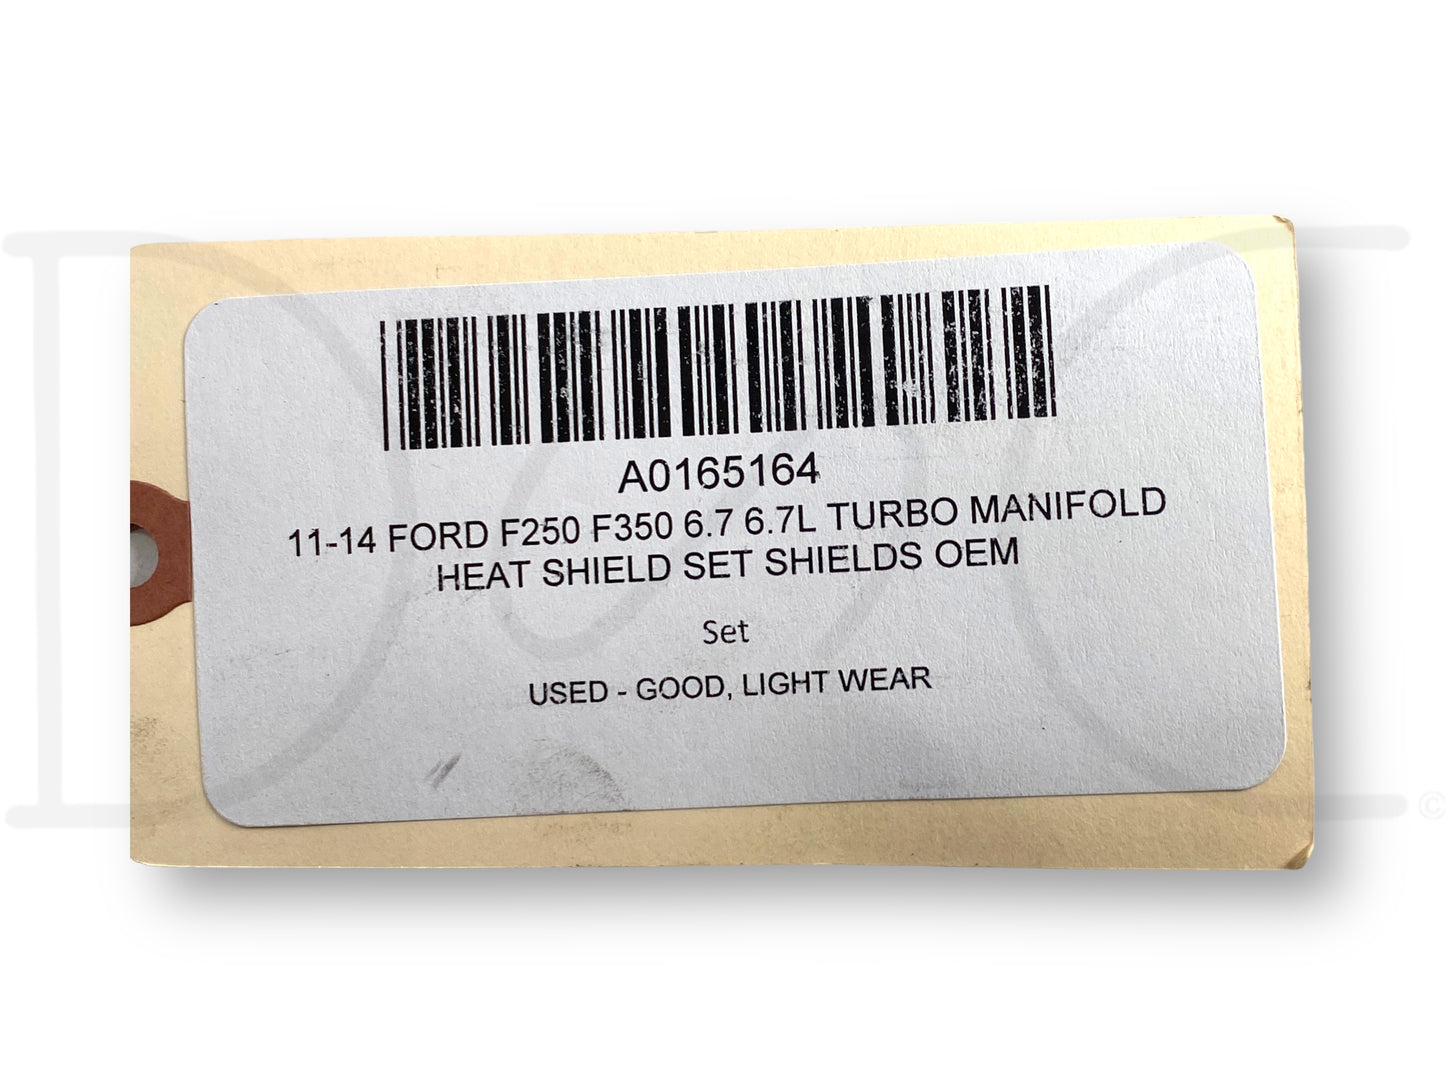 A0165164
11-14 FORD F250 F350 6.7 6.7L TURBO MANIFOLD
HEAT SHIELD SET SHIELDS OEM
Set
USED - GOOD, LIGHT WEAR
©